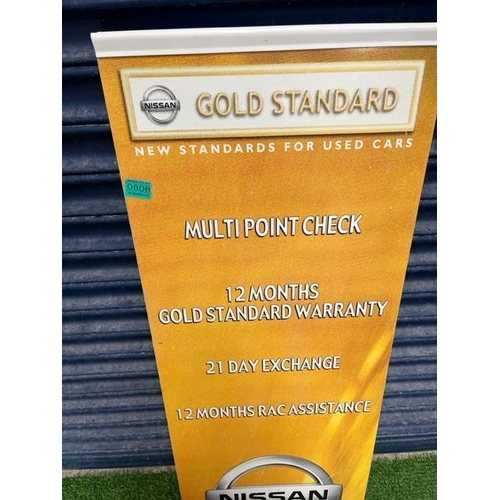 NISSAN
GOLD STANDARD
NEW STANDARDS FOR USED CARS
0808
MULTI POINT CHECK
12 MONTHS
GOLD STANDARD WARRANTY
21 DAY EXCHANGE
12 MONTHS RAC ASSISTANCE
NISSAN